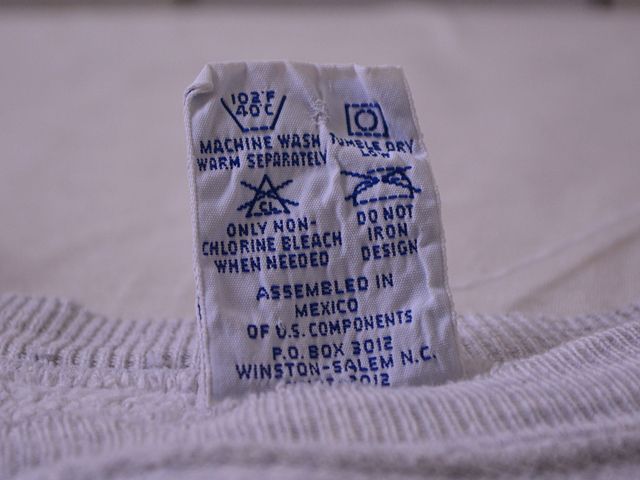 102°F
40°C
MACHINE WASH
WARM SEPARATELY
TUMBLE DRY
LOW
CL
ONLY NON-
CHLORINE BLEACH
WHEN NEEDED
DO NOT
IRON
DESIGN
ASSEMBLED IN
MEXICO
OF U.S. COMPONENTS
P.O. BOX 3012
WINSTON-SALEM N.C.